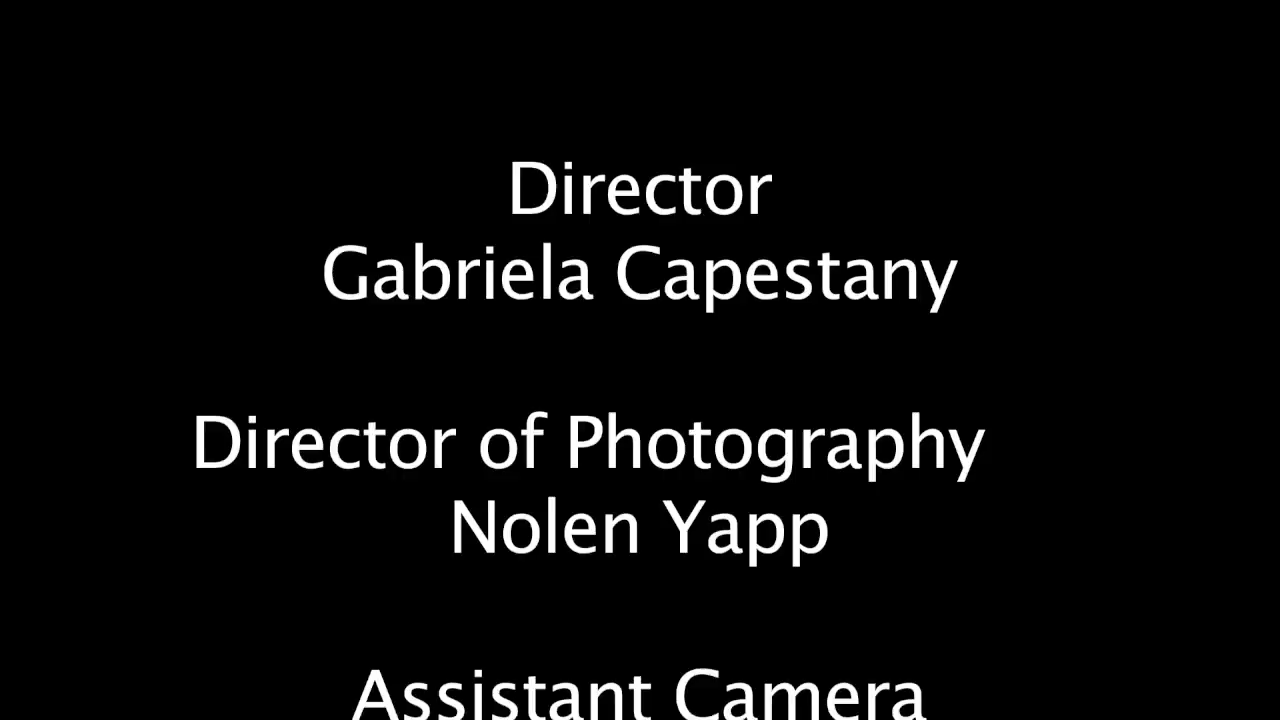 Director
Gabriela Capestany
Director of Photography
Nolen Yapp
Assistant Camera